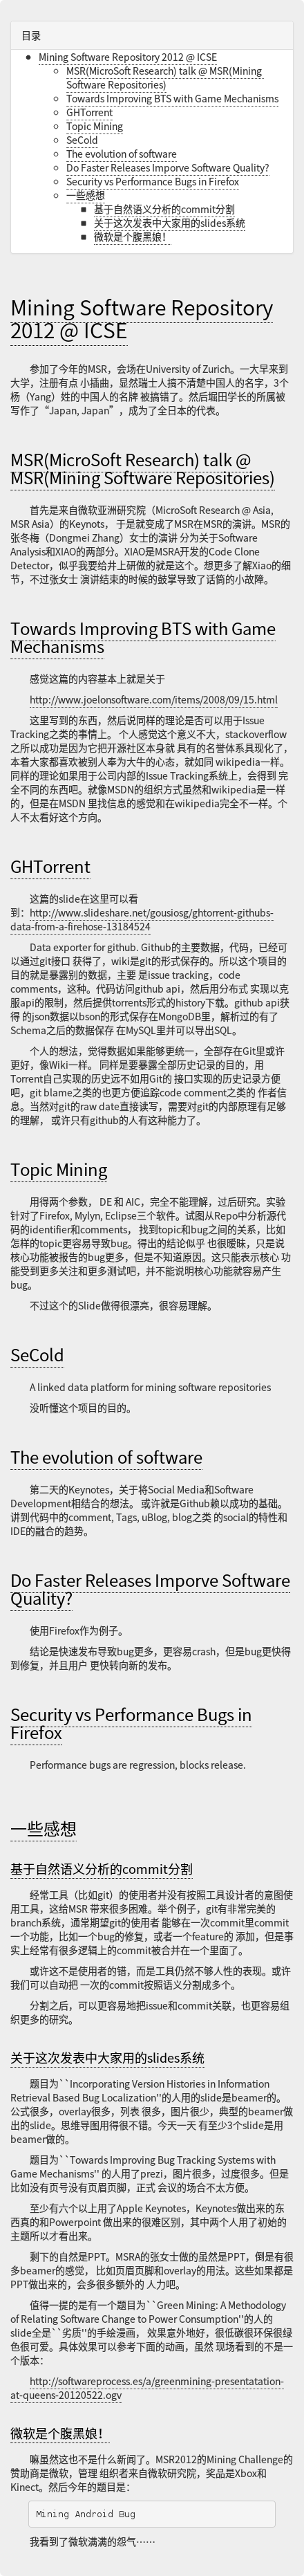 目录
Mining Software Repository 2012 @ ICSE
MSR(MicroSoft Research) talk @ MSR(Mining
Software Repositories)
Towards Improving BTS with Game Mechanisms
GHTorrent
Topic Mining
SeCold
The evolution of software
Do Faster Releases Imporve Software Quality?
Security vs Performance Bugs in Firefox
一些感想
基于自然语义分析的commit分割
关于这次发表中大家用的slides系统
微软是个腹黑娘!
Mining Software Repository
2012 @ ICSE
参加了今年的MSR，会场在University of Zurich。一大早来到
大学，注册有点 小插曲，显然瑞士人搞不清楚中国人的名字，3个
杨（Yang）姓的中国人的名牌 被搞错了。然后堀田学长的所属被
写作了“Japan, Japan”，成为了全日本的代表。
MSR(MicroSoft Research) talk @
MSR(Mining Software Repositories)
首先是来自微软亚洲研究院（MicroSoft Research @ Asia,
MSR Asia）的Keynots， 于是就变成了MSR在MSR的演讲。MSR的
张冬梅（Dongmei Zhang）女士的演讲 分为关于Software
Analysis和XIAO的两部分。XIAO是MSRA开发的Code Clone
Detector，似乎我要给井上研做的就是这个。想更多了解Xiao的细
节，不过张女士 演讲结束的时候的鼓掌导致了话筒的小故障。
Towards Improving BTS with Game
Mechanisms
感觉这篇的内容基本上就是关于
http://www.joelonsoftware.com/items/2008/09/15.html
这里写到的东西，然后说同样的理论是否可以用于Issue
Tracking之类的事情上。 个人感觉这个意义不大，stackoverflow
之所以成功是因为它把开源社区本身就 具有的名誉体系具现化了，
本着大家都喜欢被别人奉为大牛的心态，就如同 wikipedia一样。
同样的理论如果用于公司内部的Issue Tracking系统上，会得到 完
全不同的东西吧。就像MSDN的组织方式虽然和wikipedia是一样
的，但是在MSDN 里找信息的感觉和在wikipedia完全不一样。个
人不太看好这个方向。
GHTorrent
这篇的slide在这里可以看
到：http://www.slideshare.net/gousiosg/ghtorrent-githubs-
data-from-a-firehose-13184524
Data exporter for github. Github的主要数据，代码，已经可
以通过git接口 获得了，wiki是git的形式保存的。所以这个项目的
目的就是暴露别的数据，主要 是issue tracking，code
comments，这种。代码访问github api，然后用分布式 实现以克
服api的限制，然后提供torrents形式的history下载。github api获
得 的json数据以bson的形式保存在MongoDB里，解析过的有了
Schema之后的数据保存 在MySQL里并可以导出SQL。
个人的想法，觉得数据如果能够更统一，全部存在Git里或许
更好，像Wiki一样。 同样是要暴露全部历史记录的目的，用
Torrent自己实现的历史远不如用Git的 接口实现的历史记录方便
吧，git blame之类的也更方便追踪code comment之类的 作者信
息。当然对git的raw date直接读写，需要对git的内部原理有足够
的理解， 或许只有github的人有这种能力了。
Topic Mining
用得两个参数， DE 和 AIC，完全不能理解，过后研究。实验
针对了Firefox, Mylyn, Eclipse三个软件。试图从Repo中分析源代
码的identifier和comments， 找到topic和bug之间的关系，比如
怎样的topic更容易导致bug。得出的结论似乎 也很暧昧，只是说
核心功能被报告的bug更多，但是不知道原因。这只能表示核心 功
能受到更多关注和更多测试吧，并不能说明核心功能就容易产生
bug。
不过这个的Slide做得很漂亮，很容易理解。
SeCold
A linked data platform for mining software repositories
没听懂这个项目的目的。
The evolution of software
第二天的Keynotes，关于将Social Media和Software
Development相结合的想法。 或许就是Github赖以成功的基础。
讲到代码中的comment, Tags, uBlog, blog之类 的social的特性和
IDE的融合的趋势。
Do Faster Releases Imporve Software
Quality?
使用Firefox作为例子。
结论是快速发布导致bug更多，更容易crash，但是bug更快得
到修复，并且用户 更快转向新的发布。
Security vs Performance Bugs in
Firefox
Performance bugs are regression, blocks release.
一些感想
基于自然语义分析的commit分割
经常工具（比如git）的使用者并没有按照工具设计者的意图使
用工具，这给MSR 带来很多困难。举个例子，git有非常完美的
branch系统，通常期望git的使用者 能够在一次commit里commit
一个功能，比如一个bug的修复，或者一个feature的 添加，但是事
实上经常有很多逻辑上的commit被合并在一个里面了。
或许这不是使用者的错，而是工具仍然不够人性的表现。或许
我们可以自动把 一次的commit按照语义分割成多个。
分割之后，可以更容易地把issue和commit关联，也更容易组
织更多的研究。
关于这次发表中大家用的slides系统
题目为``Incorporating Version Histories in Information
Retrieval Based Bug Localization''的人用的slide是beamer的。
公式很多，overlay很多，列表 很多，图片很少，典型的beamer做
出的slide。思维导图用得很不错。今天一天 有至少3个slide是用
beamer做的。
题目为``Towards Improving Bug Tracking Systems with
Game Mechanisms'' 的人用了prezi，图片很多，过度很多。但是
比如没有页号没有页眉页脚，正式 会议的场合不太方便。
至少有六个以上用了Apple Keynotes，Keynotes做出来的东
西真的和Powerpoint 做出来的很难区别，其中两个人用了初始的
主题所以才看出来。
剩下的自然是PPT。MSRA的张女士做的虽然是PPT，倒是有很
多beamer的感觉， 比如页眉页脚和overlay的用法。这些如果都是
PPT做出来的，会多很多额外的 人力吧。
值得一提的是有一个题目为``Green Mining: A Methodology
of Relating Software Change to Power Consumption''的人的
slide全是``劣质''的手绘漫画， 效果意外地好，很低碳很环保很绿
色很可爱。具体效果可以参考下面的动画，虽然 现场看到的不是一
个版本：
http://softwareprocess.es/a/greenmining-presentatation-
at-queens-20120522.ogv
微软是个腹黑娘!
嘛虽然这也不是什么新闻了。MSR2012的Mining Challenge的
赞助商是微软，管理 组织者来自微软研究院，奖品是Xbox和
Kinect。然后今年的题目是：
Mining Android Bug
我看到了微软满满的怨气……